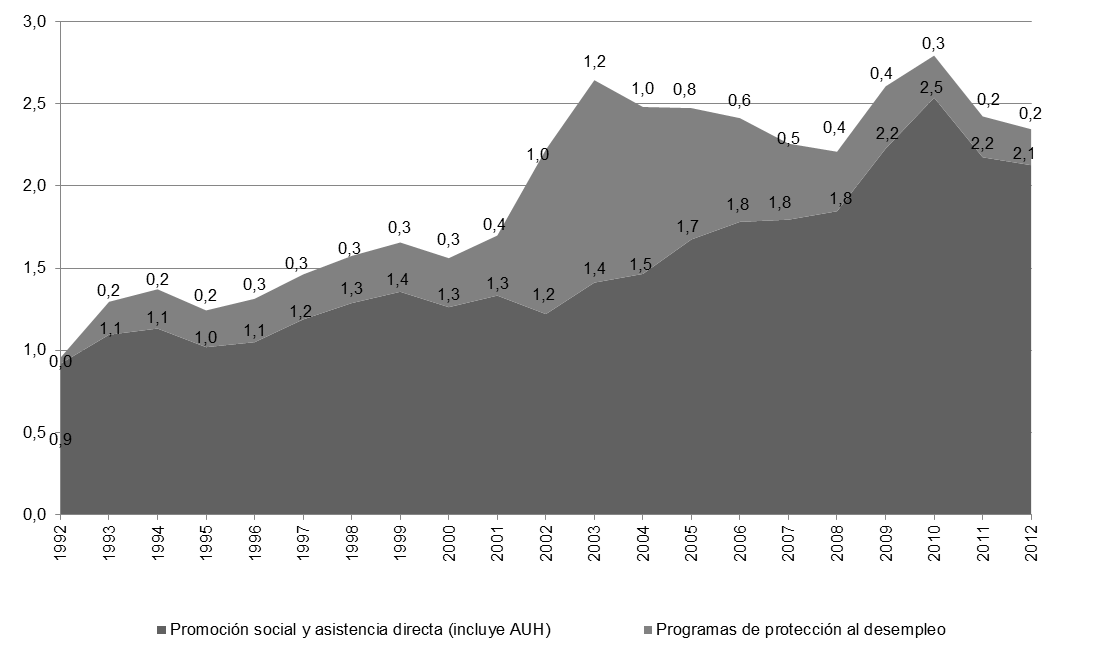 3,0
2,5
2,0
1,5
1,0
0,5
0,0
0,0 0,2 0,2 0,2 0,3 0,3 0,3 0,3 0,3 0,4 1,0 1,2 1,0 0,8 0,6 0,5 0,4 0,4 0,3 0,2 0,2
0,9 1,1 1,1 1,0 1,1 1,2 1,3 1,4 1,3 1,3 1,2 1,4 1,5 1,7 1,8 1,8 1,8 2,2 2,5 2,2 2,1
1992 1993 1994 1995 1996 1997 1998 1999 2000 2001 2002 2003 2004 2005 2006 2007 2008 2009 2010 2011 2012
Promoción social y asistencia directa (incluye AUH) Programas de protección al desempleo